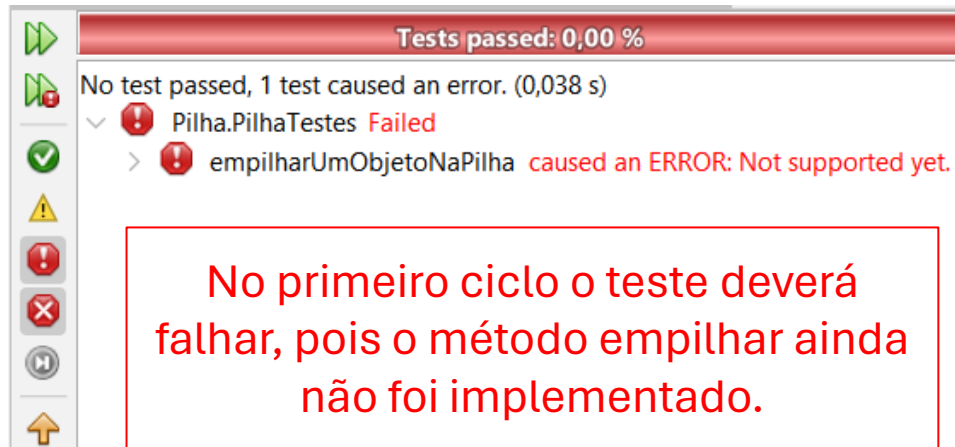 Tests passed: 0,00 %
No test passed, 1 test caused an error. (0,038 s)
Pilha.PilhaTestes Failed
empilharUmObjetoNaPilha caused an ERROR: Not supported yet.
No primeiro ciclo o teste deverá
falhar, pois o método empilhar ainda
não foi implementado.